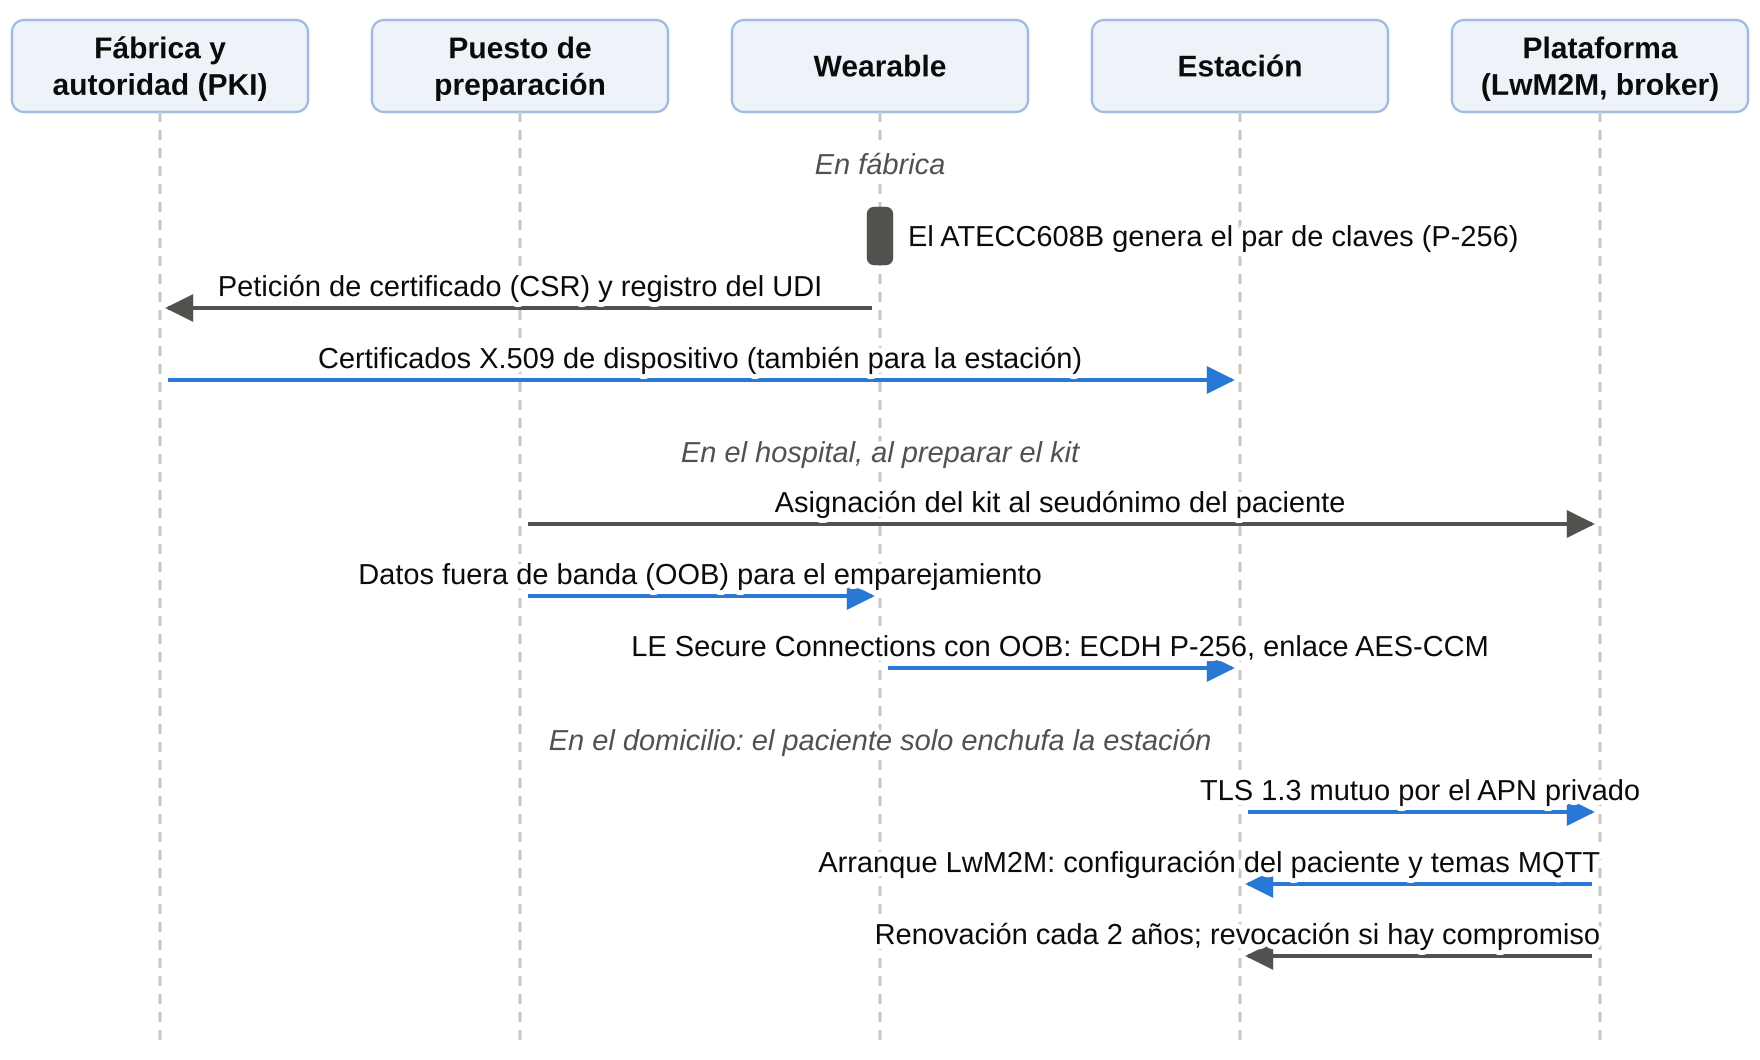 Fábrica y
autoridad (PKI)
Puesto de
preparación
Wearable
Estación
Plataforma
(LwM2M, broker)
En fábrica
El ATECC608B genera el par de claves (P-256)
Petición de certificado (CSR) y registro del UDI
Certificados X.509 de dispositivo (también para la estación)
En el hospital, al preparar el kit
Asignación del kit al seudónimo del paciente
Datos fuera de banda (OOB) para el emparejamiento
LE Secure Connections con OOB: ECDH P-256, enlace AES-CCM
En el domicilio: el paciente solo enchufa la estación
TLS 1.3 mutuo por el APN privado
Arranque LwM2M: configuración del paciente y temas MQTT
Renovación cada 2 años; revocación si hay compromiso